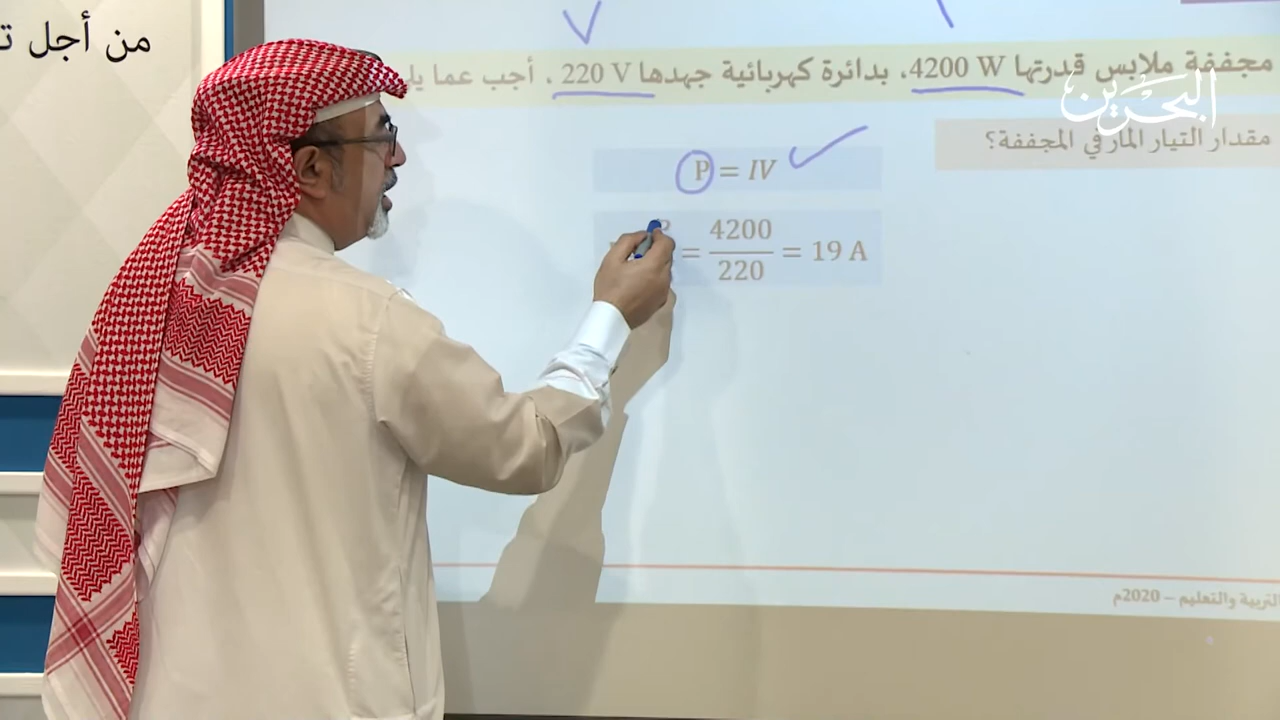 من أجل
مجففة ملابس قدرتها 4200 W، بدائرة كهربائية جهدها 220 V ، أجب عما
البحرين
مقدار التيار المار في المجففة؟
P = IV
= 4200/220 = 19 A
التربية والتعليم – 2020م